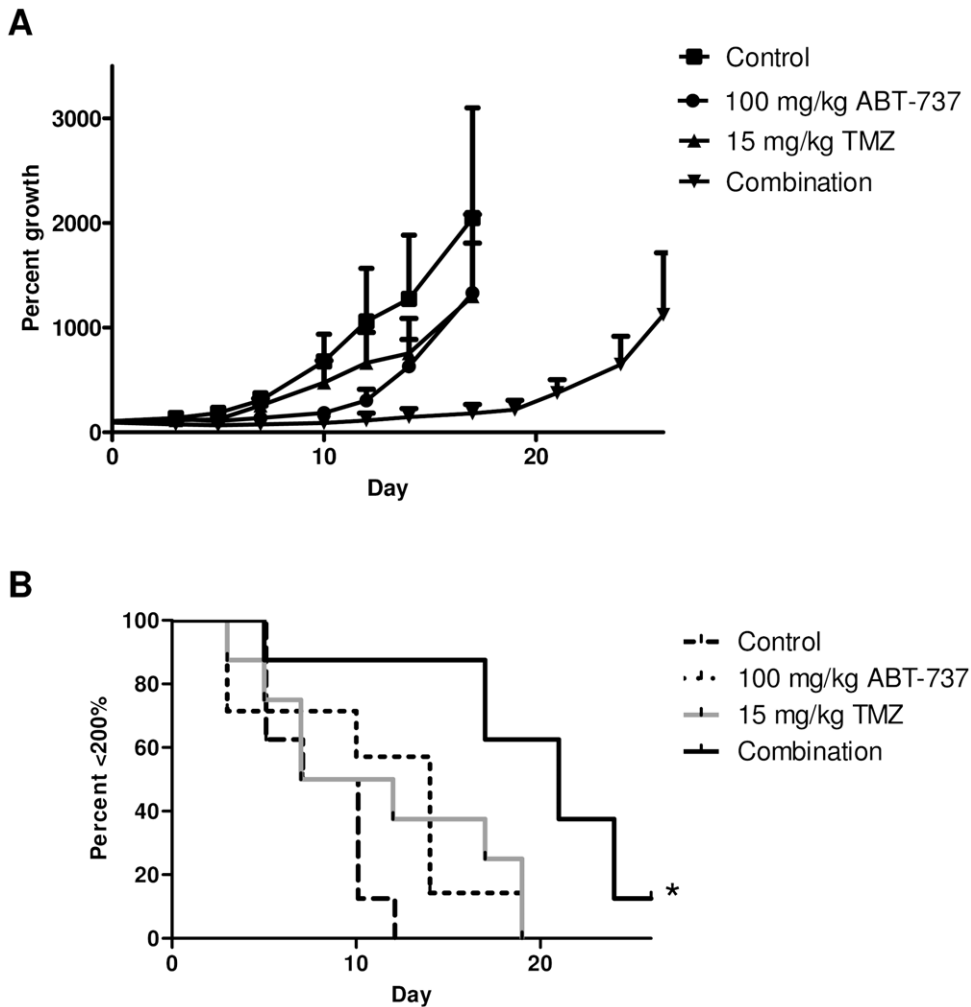 A
Control
100 mg/kg ABT-737
15 mg/kg TMZ
Combination
Percent growth
3000
2000
1000
0
0 10 20
Day
B
Control
100 mg/kg ABT-737
15 mg/kg TMZ
Combination
Percent <200%
100
80
60
40
20
0
*
0 10 20
Day